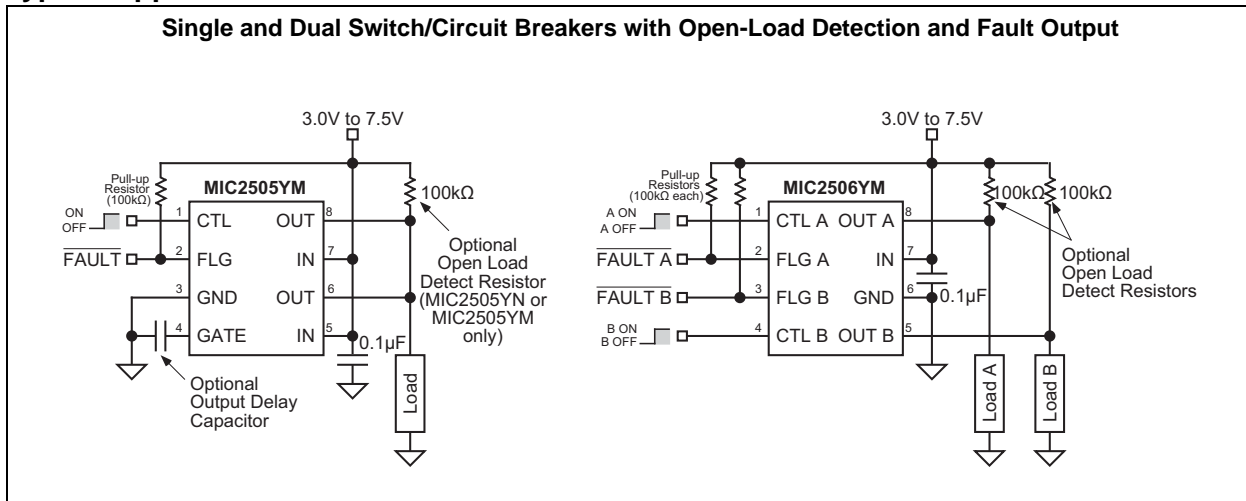 Single and Dual Switch/Circuit Breakers with Open-Load Detection and Fault Output
3.0V to 7.5V
Pull-up
Resistor
(100kΩ)
MIC2505YM
100kΩ
ON
OFF
1 CTL OUT 8
FAULT
2 FLG IN 7
3 GND OUT 6
4 GATE IN 5
Optional
Open Load
Detect Resistor
(MIC2505YN or
MIC2505YM
only)
0.1µF
Load
Optional
Output Delay
Capacitor
3.0V to 7.5V
Pull-up
Resistors
(100kΩ each)
MIC2506YM
100kΩ 100kΩ
A ON
A OFF
1 CTL A OUT A 8
FAULT A
2 FLG A IN 7
FAULT B
3 FLG B GND 6
B ON
B OFF
4 CTL B OUT B 5
0.1µF
Optional
Open Load
Detect Resistors
Load A
Load B